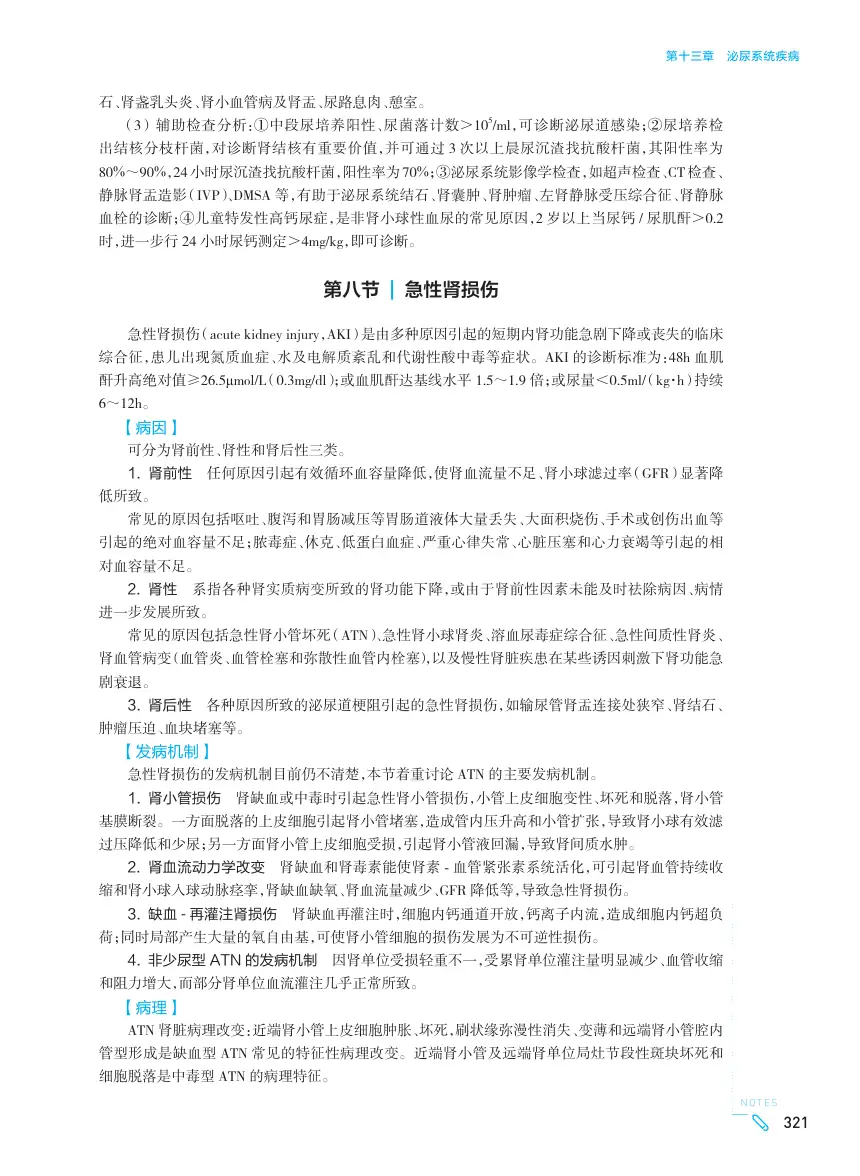 第十三章 泌尿系统疾病
石、肾盏乳头炎、肾小血管病及肾盂、尿路息肉、憩室。
（3）辅助检查分析:①中段尿培养阳性、尿菌落计数＞10⁵/ml,可诊断泌尿道感染;②尿培养检
出结核分枝杆菌,对诊断肾结核有重要价值,并可通过 3 次以上晨尿沉渣找抗酸杆菌,其阳性率为
80%～90%,24 小时尿沉渣找抗酸杆菌,阳性率为70%;③泌尿系统影像学检查,如超声检查、CT 检查、
静脉肾盂造影（IVP）、DMSA 等,有助于泌尿系统结石、肾囊肿、肾肿瘤、左肾静脉受压综合征、肾静脉
血栓的诊断;④儿童特发性高钙尿症,是非肾小球性血尿的常见原因,2 岁以上当尿钙 / 尿肌酐＞0.2
时,进一步行 24 小时尿钙测定＞4mg/kg,即可诊断。
第八节 | 急性肾损伤
急性肾损伤（acute kidney injury,AKI）是由多种原因引起的短期内肾功能急剧下降或丧失的临床
综合征,患儿出现氮质血症、水及电解质紊乱和代谢性酸中毒等症状。AKI 的诊断标准为:48h 血肌
酐升高绝对值≥26.5μmol/L（0.3mg/dl）;或血肌酐达基线水平 1.5～1.9 倍;或尿量＜0.5ml/（kg·h）持续
6～12h。
【病因】
可分为肾前性、肾性和肾后性三类。
1. 肾前性 任何原因引起有效循环血容量降低,使肾血流量不足、肾小球滤过率（GFR）显著降
低所致。
常见的原因包括呕吐、腹泻和胃肠减压等胃肠道液体大量丢失、大面积烧伤、手术或创伤出血等
引起的绝对血容量不足;脓毒症、休克、低蛋白血症、严重心律失常、心脏压塞和心力衰竭等引起的相
对血容量不足。
2. 肾性 系指各种肾实质病变所致的肾功能下降,或由于肾前性因素未能及时祛除病因、病情
进一步发展所致。
常见的原因包括急性肾小管坏死（ATN）、急性肾小球肾炎、溶血尿毒症综合征、急性间质性肾炎、
肾血管病变（血管炎、血管栓塞和弥散性血管内栓塞）,以及慢性肾脏疾患在某些诱因刺激下肾功能急
剧衰退。
3. 肾后性 各种原因所致的泌尿道梗阻引起的急性肾损伤,如输尿管肾盂连接处狭窄、肾结石、
肿瘤压迫、血块堵塞等。
【发病机制】
急性肾损伤的发病机制目前仍不清楚,本节着重讨论 ATN 的主要发病机制。
1. 肾小管损伤 肾缺血或中毒时引起急性肾小管损伤,小管上皮细胞变性、坏死和脱落,肾小管
基膜断裂。一方面脱落的上皮细胞引起肾小管堵塞,造成管内压升高和小管扩张,导致肾小球有效滤
过压降低和少尿;另一方面肾小管上皮细胞受损,引起肾小管液回漏,导致肾间质水肿。
2. 肾血流动力学改变 肾缺血和肾毒素能使肾素 - 血管紧张素系统活化,可引起肾血管持续收
缩和肾小球入球动脉痉挛,肾缺血缺氧、肾血流量减少、GFR 降低等,导致急性肾损伤。
3. 缺血 - 再灌注肾损伤 肾缺血再灌注时,细胞内钙通道开放,钙离子内流,造成细胞内钙超负
荷;同时局部产生大量的氧自由基,可使肾小管细胞的损伤发展为不可逆性损伤。
4. 非少尿型 ATN 的发病机制 因肾单位受损轻重不一,受累肾单位灌注量明显减少、血管收缩
和阻力增大,而部分肾单位血流灌注几乎正常所致。
【病理】
ATN 肾脏病理改变:近端肾小管上皮细胞肿胀、坏死,刷状缘弥漫性消失、变薄和远端肾小管腔内
管型形成是缺血型 ATN 常见的特征性病理改变。近端肾小管及远端肾单位局灶节段性斑块坏死和
细胞脱落是中毒型 ATN 的病理特征。
NOTES
321